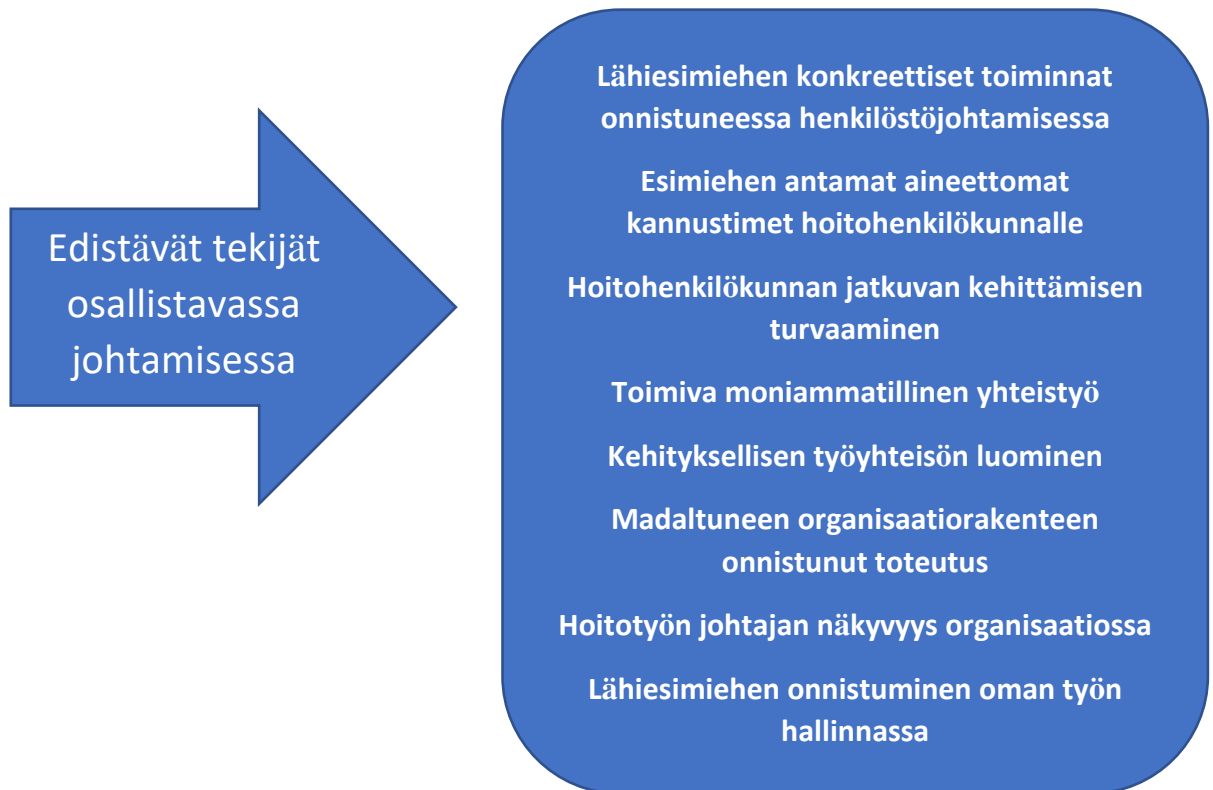 Edistävät tekijät
osallistavassa
johtamisessa
Lähiesimiehen konkreettiset toiminnat
onnistuneessa henkilöstöjohtamisessa
Esimiehen antamat aineettomat
kannustimet hoitohenkilökunnalle
Hoitohenkilökunnan jatkuvan kehittämisen
turvaaminen
Toimiva moniammatillinen yhteistyö
Kehityksellisen työyhteisön luominen
Madaltuneen organisaatiorakenteen
onnistunut toteutus
Hoitotyön johtajan näkyvyys organisaatiossa
Lähiesimiehen onnistuminen oman työn
hallinnassa